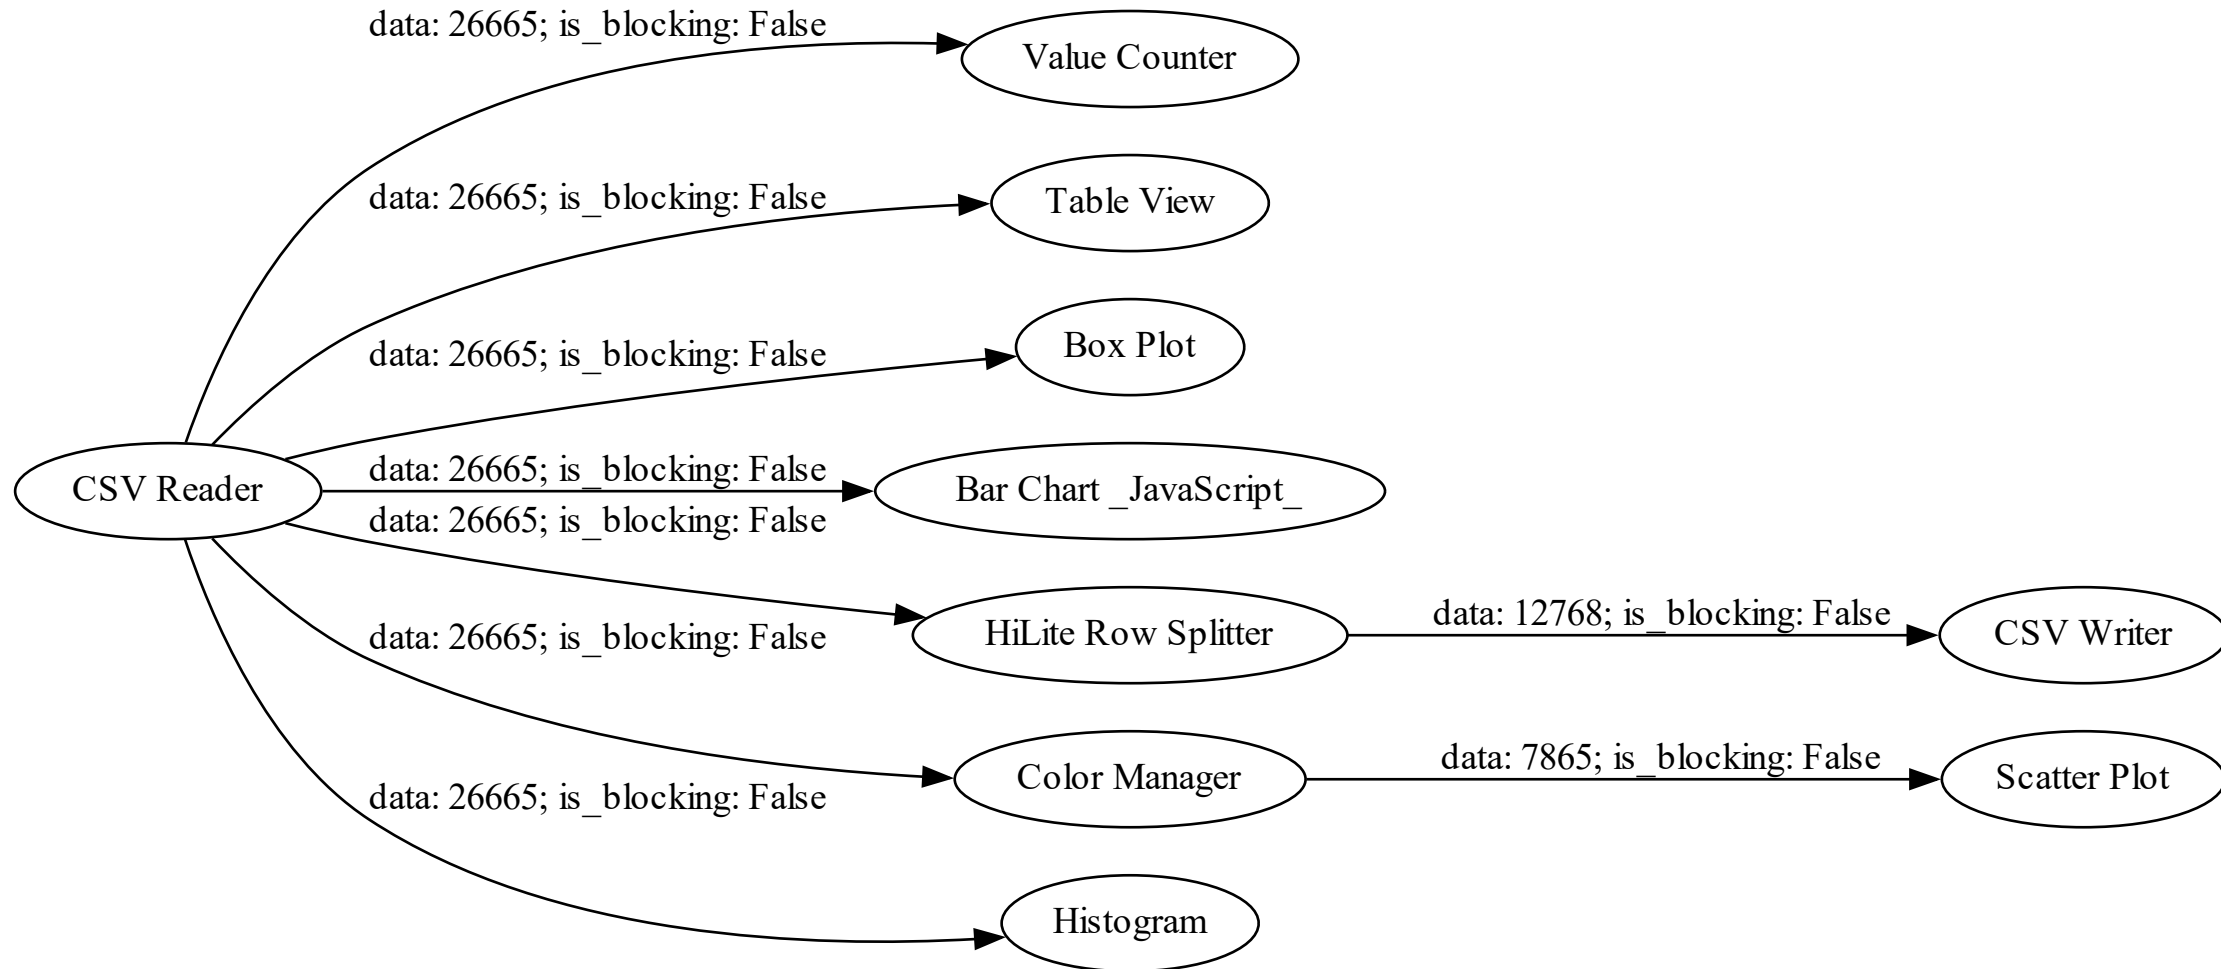 data: 26665; is_blocking: False
Value Counter
data: 26665; is_blocking: False
Table View
data: 26665; is_blocking: False
Box Plot
CSV Reader
data: 26665; is_blocking: False
Bar Chart _JavaScript_
data: 26665; is_blocking: False
HiLite Row Splitter
data: 12768; is_blocking: False
CSV Writer
data: 26665; is_blocking: False
Color Manager
data: 7865; is_blocking: False
Scatter Plot
data: 26665; is_blocking: False
Histogram